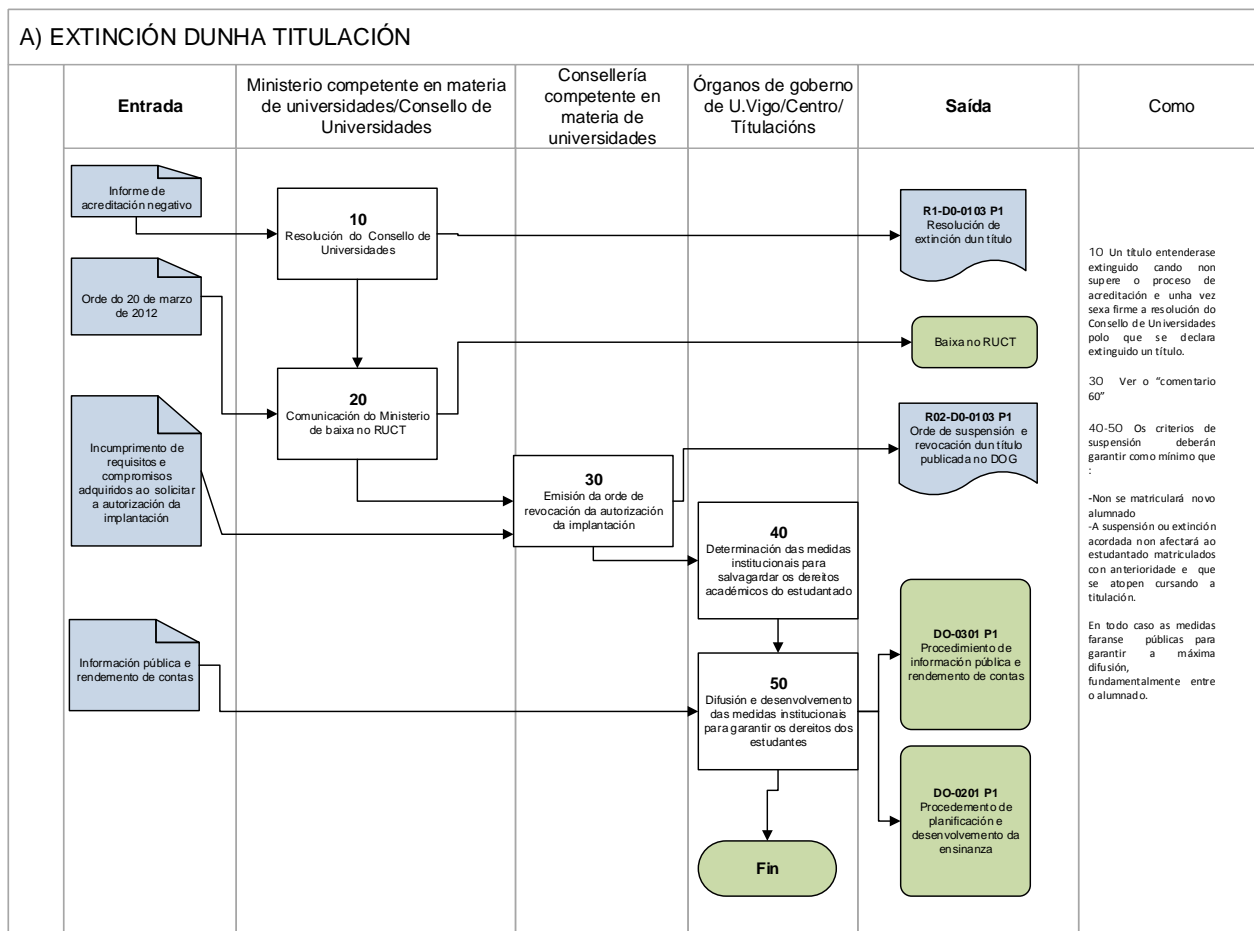 A) EXTINCIÓN DUNHA TITULACIÓN
Entrada
Ministerio competente en materia
de universidades/Consello de
Universidades
Consellería
competente en
materia de
universidades
Órganos de goberno
de U.Vigo/Centro/
Títulacións
Saída
Como
Informe de
acreditación negativo
10
Resolución do Consello de
Universidades
R1-D0-0103 P1
Resolución de
extinción dun título
Orde do 20 de marzo
de 2012
20
Comunicación do Ministerio
de baixa no RUCT
Baixa no RUCT
Incumprimento de
requisitos e
compromisos
adquiridos ao solicitar
a autorización da
implantación
30
Emisión da orde de
revocación da autorización
da implantación
R02-D0-0103 P1
Orde de suspensión e
revocación dun título
publicada no DOG
40
Determinación das medidas
institucionais para
salvagardar os dereitos
académicos do estudantado
Información pública e
rendemento de contas
50
Difusión e desenvolvemento
das medidas institucionais
para garantir os dereitos dos
estudantes
DO-0301 P1
Procedimiento de
información pública e
rendemento de contas
DO-0201 P1
Procedemento de
planificación e
desenvolvemento da
ensinanza
Fin
10 Un título entenderase
extinguido cando non
supere o proceso de
acreditación e unha vez
sexa firme a resolución do
Consello de Universidades
polo que se declara
extinguido un título.
30 Ver o “comentario
60”
40-50 Os criterios de
suspensión deberán
garantir como mínimo que
:
-Non se matriculará novo
alumnado
-A suspensión ou extinción
acordada non afectará ao
estudantado matriculados
con anterioridade e que
se atopen cursando a
titulación.
En todo caso as medidas
faranse públicas para
garantir a máxima
difusión,
fundamentalmente entre
o alumnado.